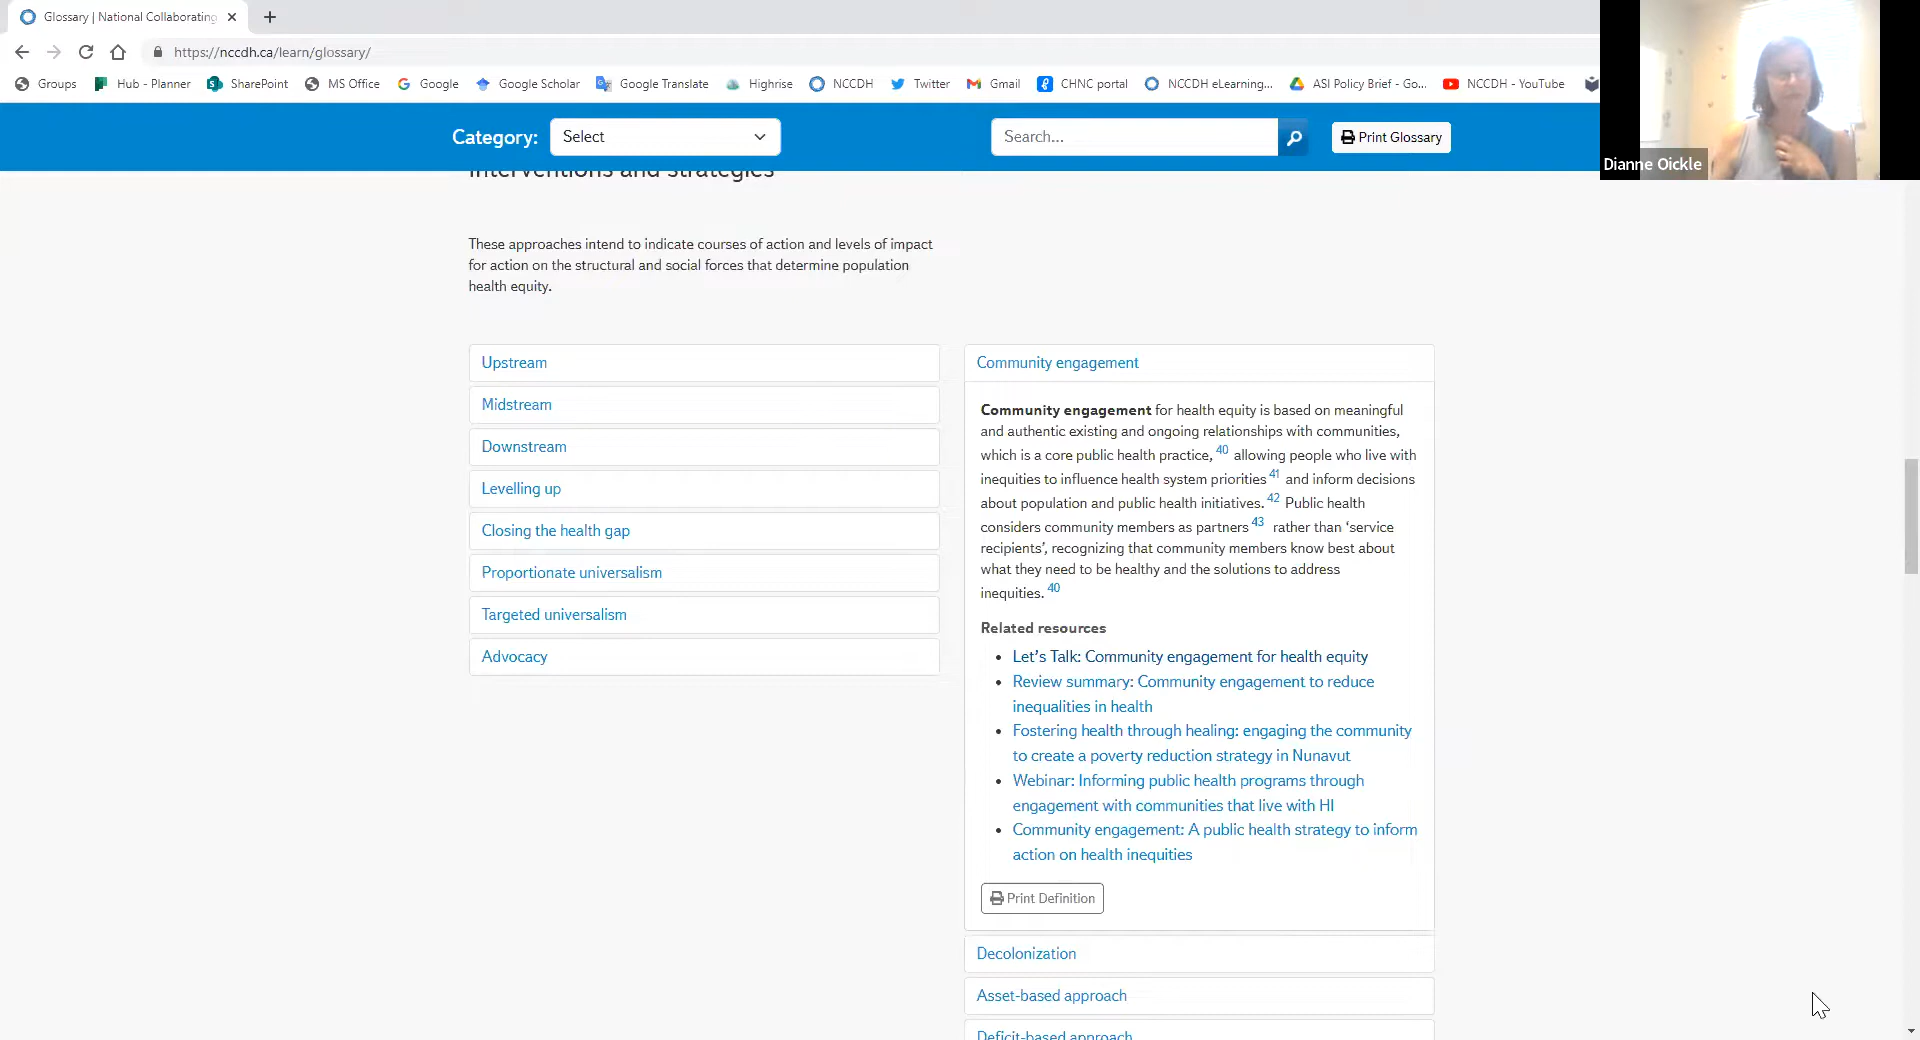 Glossary | National Collaborating
https://nccdh.ca/learn/glossary/
Groups Hub - Planner SharePoint MS Office Google Google Scholar Google Translate Highrise NCCDH Twitter Gmail CHNC portal NCCDH eLearning... ASI Policy Brief - Go... NCCDH - YouTube
Dianne Oickle
Category: Select Search... Print Glossary
Interventions and strategies
These approaches intend to indicate courses of action and levels of impact
for action on the structural and social forces that determine population
health equity.
Upstream
Midstream
Downstream
Levelling up
Closing the health gap
Proportionate universalism
Targeted universalism
Advocacy
Community engagement
Community engagement for health equity is based on meaningful
and authentic existing and ongoing relationships with communities,
which is a core public health practice, 40 allowing people who live with
inequities to influence health system priorities 41 and inform decisions
about population and public health initiatives. 42 Public health
considers community members as partners 43 rather than ‘service
recipients’, recognizing that community members know best about
what they need to be healthy and the solutions to address
inequities. 40
Related resources
• Let’s Talk: Community engagement for health equity
• Review summary: Community engagement to reduce
inequalities in health
• Fostering health through healing: engaging the community
to create a poverty reduction strategy in Nunavut
• Webinar: Informing public health programs through
engagement with communities that live with HI
• Community engagement: A public health strategy to inform
action on health inequities
Print Definition
Decolonization
Asset-based approach
Deficit-based approach